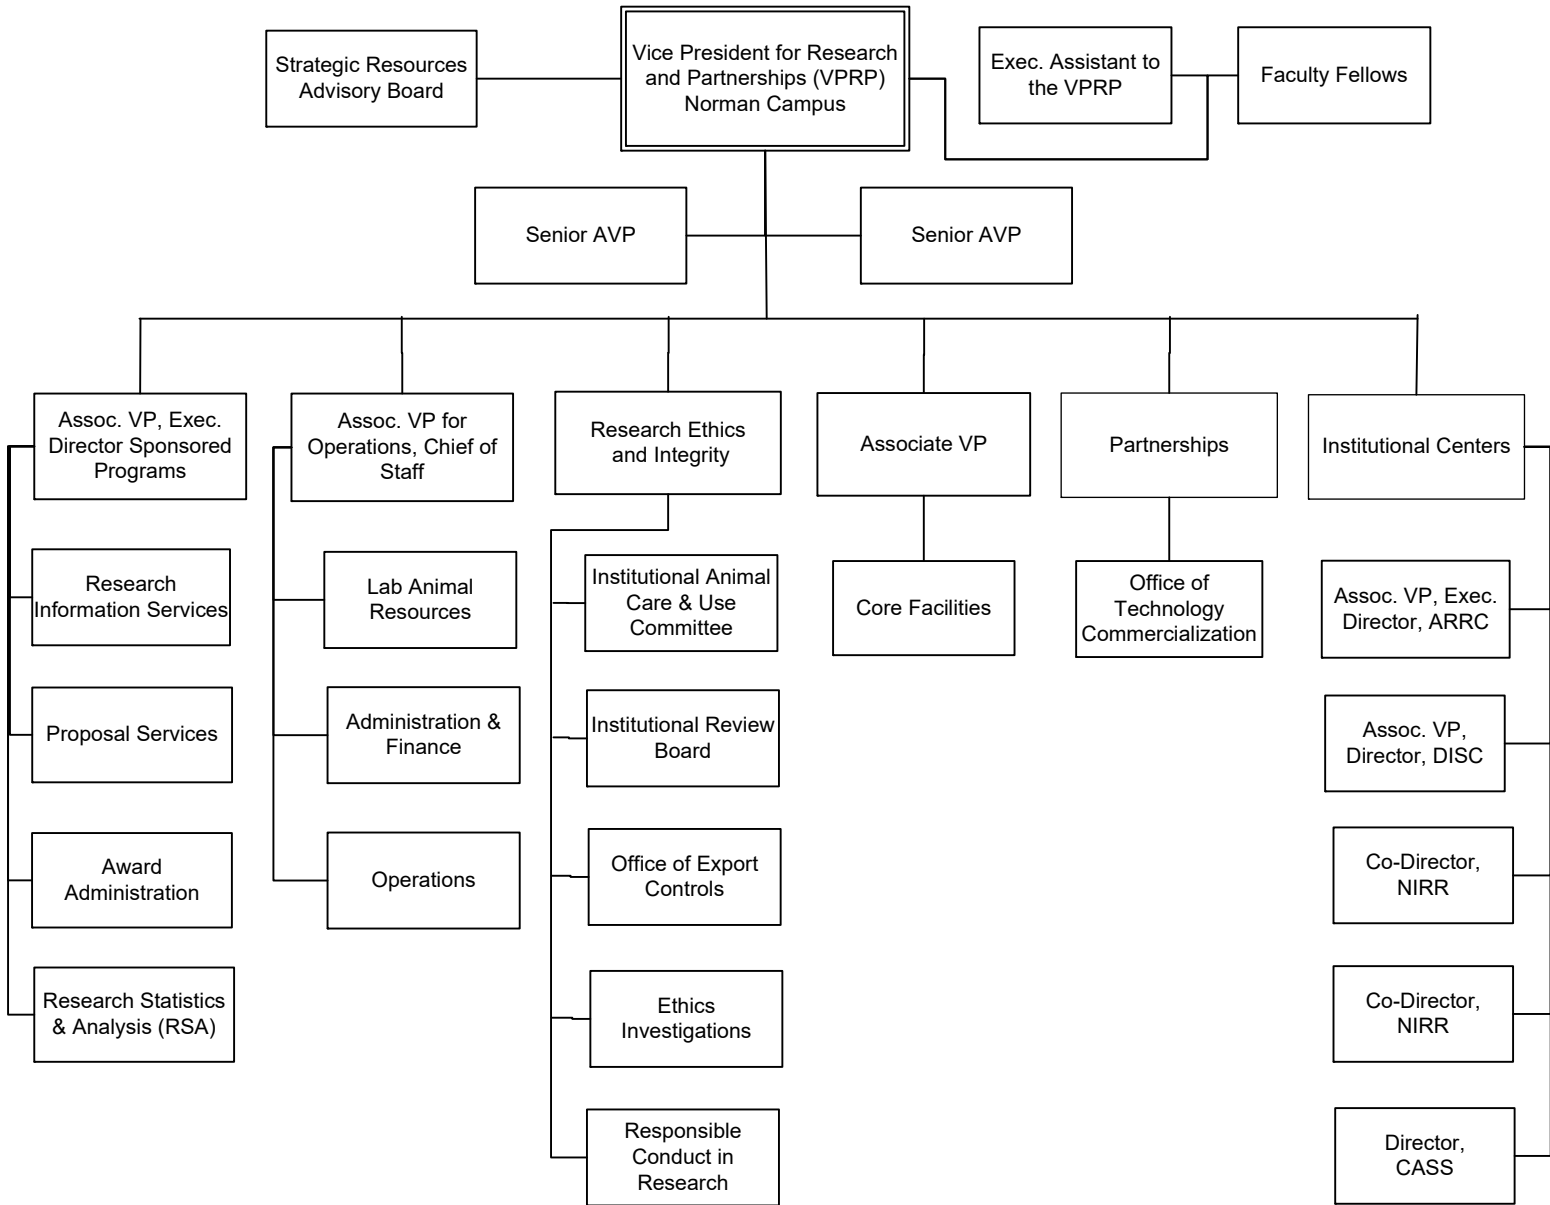 Strategic Resources
Advisory Board
Vice President for Research
and Partnerships (VPRP)
Norman Campus
Exec. Assistant to
the VPRP
Faculty Fellows
Senior AVP
Senior AVP
Assoc. VP, Exec.
Director Sponsored
Programs
Assoc. VP for
Operations, Chief of
Staff
Research Ethics
and Integrity
Associate VP
Partnerships
Institutional Centers
Research
Information Services
Proposal Services
Award
Administration
Research Statistics
& Analysis (RSA)
Lab Animal
Resources
Administration &
Finance
Operations
Institutional Animal
Care & Use
Committee
Institutional Review
Board
Office of Export
Controls
Ethics
Investigations
Responsible
Conduct in
Research
Core Facilities
Office of
Technology
Commercialization
Assoc. VP, Exec.
Director, ARRC
Assoc. VP,
Director, DISC
Co-Director,
NIRR
Co-Director,
NIRR
Director,
CASS